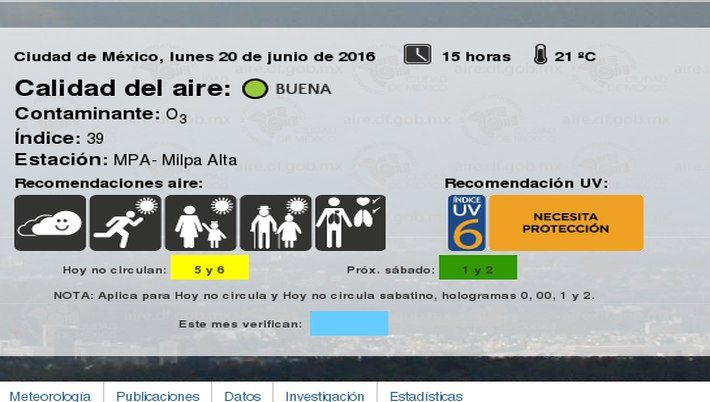 Ciudad de México, lunes 20 de junio de 2016 15 horas 21 ºC
Calidad del aire: BUENA
Contaminante: O3
Índice: 39
Estación: MPA- Milpa Alta
Recomendaciones aire: Recomendación UV:
ÍNDICE
UV
6
NECESITA
PROTECCIÓN
Hoy no circulan: 5 y 6 Próx. sábado: 1 y 2
NOTA: Aplica para Hoy no circula y Hoy no circula sabatino, hologramas 0, 00, 1 y 2.
Este mes verifican:
Meteorología Publicaciones Datos Investigación Estadísticas